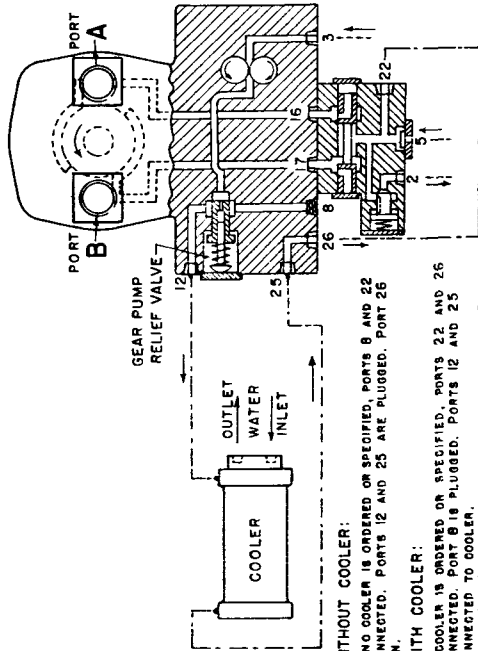 PORT
A
PORT
B
3
22
16
17
5
2
8
26
12
25
GEAR PUMP
RELIEF VALVE
OUTLET
WATER
INLET
COOLER
ITHOUT COOLER:
NO COOLER IS ORDERED OR SPECIFIED, PORTS 8 AND 22
NNECTED. PORTS 12 AND 25 ARE PLUGGED. PORT 26
N.
ITH COOLER:
COOLER IS ORDERED OR SPECIFIED, PORTS 22 AND 26
NNECTED. PORT 8 IS PLUGGED. PORTS 12 AND 25
NNECTED TO COOLER.